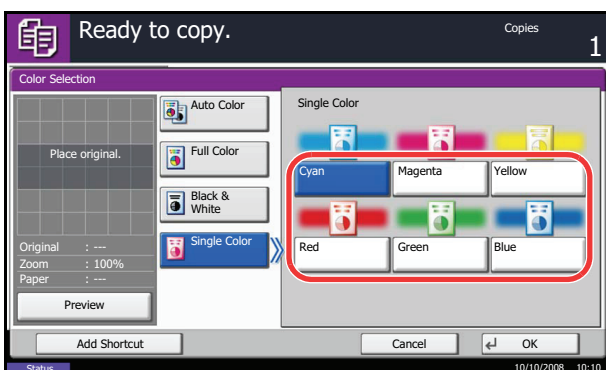 Ready to copy.
Copies
1
Color Selection
Place original.
Original : ---
Zoom : 100%
Paper : ---
Preview
Auto Color
Full Color
Black &
White
Single Color
Single Color
Cyan
Magenta
Yellow
Red
Green
Blue
Add Shortcut
Cancel
OK
Status
10/10/2008 10:10